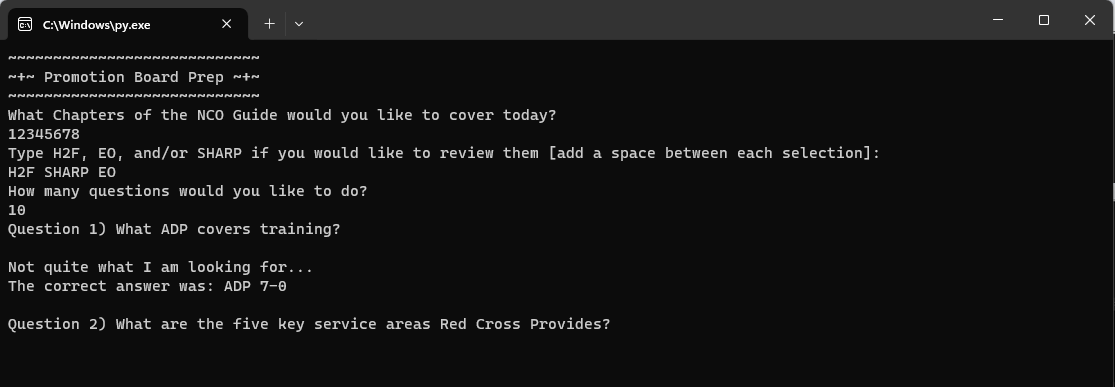 C:\Windows\py.exe
~~~~~~~~~~~~~~~~~~~~~~~~~~~~
~+~ Promotion Board Prep ~+~
~~~~~~~~~~~~~~~~~~~~~~~~~~~~
What Chapters of the NCO Guide would you like to cover today?
12345678
Type H2F, EO, and/or SHARP if you would like to review them [add a space between each selection]:
H2F SHARP EO
How many questions would you like to do?
10
Question 1) What ADP covers training?
Not quite what I am looking for...
The correct answer was: ADP 7-0
Question 2) What are the five key service areas Red Cross Provides?